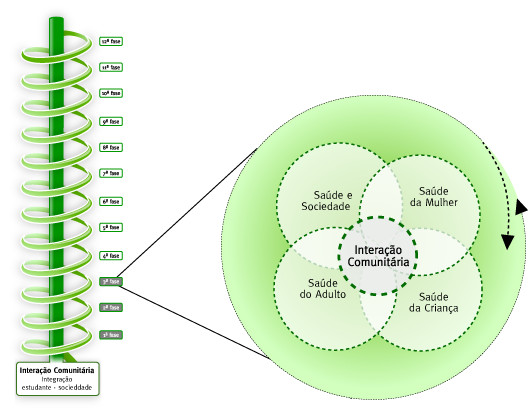 12ª fase
11ª fase
10ª fase
9ª fase
8ª fase
7ª fase
6ª fase
5ª fase
4ª fase
3ª fase
2ª fase
1ª fase
Interação Comunitária
Integração
estudante - socieddade
Saúde e
Sociedade
Saúde
da Mulher
Interação
Comunitária
Saúde
do Adulto
Saúde
da Criança